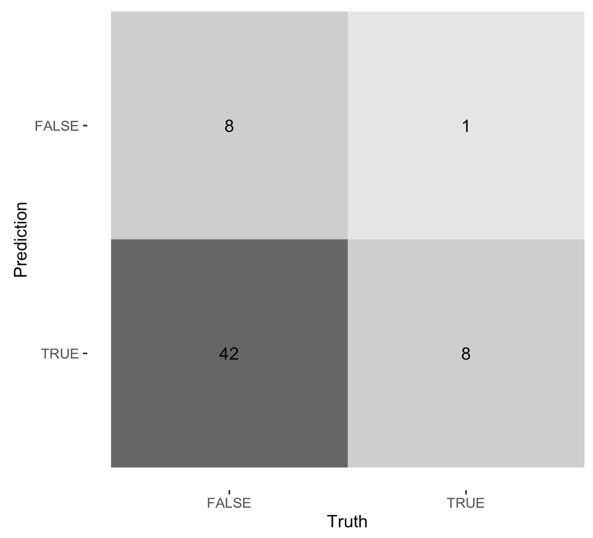 FALSE
8
1
Prediction
TRUE
42
8
FALSE
TRUE
Truth